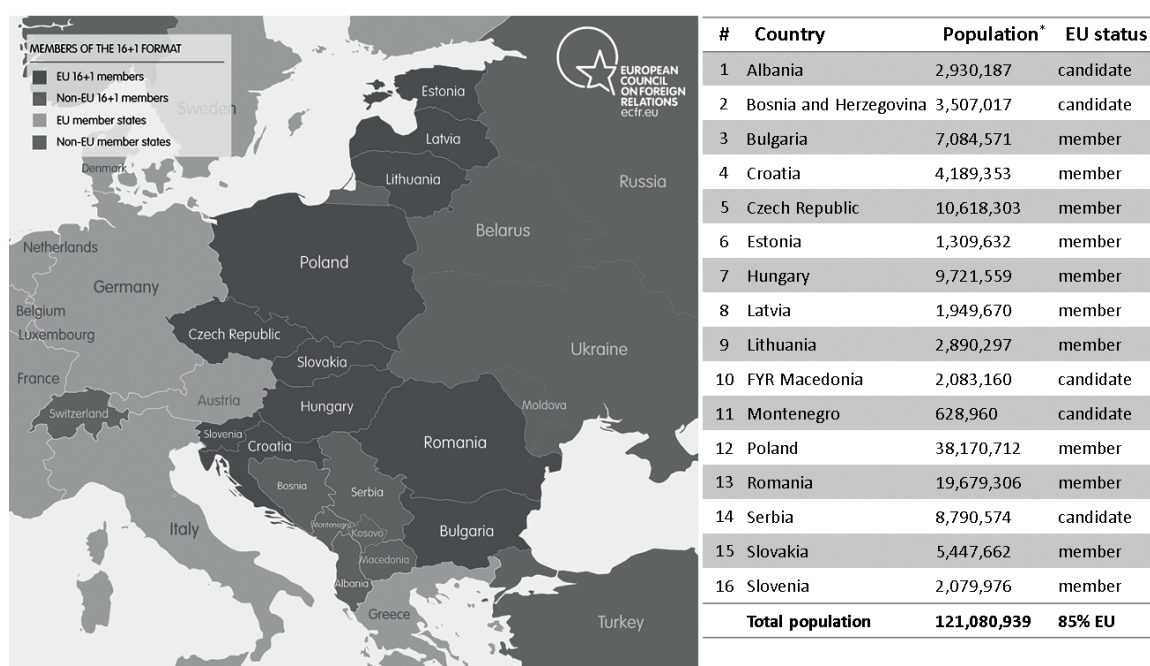 MEMBERS OF THE 16+1 FORMAT
EU 16+1 members
Non-EU 16+1 members
EU member states
Non-EU member states
EUROPEAN
COUNCIL
ON FOREIGN
RELATIONS
ecfr.eu
Sweden
Estonia
Latvia
Denmark
Lithuania
Russia
Belarus
Netherlands
Poland
Germany
Belgium
Luxembourg
Czech Republic
Ukraine
Slovakia
France
Austria
Hungary
Moldova
Switzerland
Slovenia
Croatia
Romania
Bosnia
Serbia
Montenegro
Kosovo
Italy
Bulgaria
Macedonia
Albania
Greece
Turkey
# Country Population* EU status
1 Albania 2,930,187 candidate
2 Bosnia and Herzegovina 3,507,017 candidate
3 Bulgaria 7,084,571 member
4 Croatia 4,189,353 member
5 Czech Republic 10,618,303 member
6 Estonia 1,309,632 member
7 Hungary 9,721,559 member
8 Latvia 1,949,670 member
9 Lithuania 2,890,297 member
10 FYR Macedonia 2,083,160 candidate
11 Montenegro 628,960 candidate
12 Poland 38,170,712 member
13 Romania 19,679,306 member
14 Serbia 8,790,574 candidate
15 Slovakia 5,447,662 member
16 Slovenia 2,079,976 member
Total population 121,080,939 85% EU